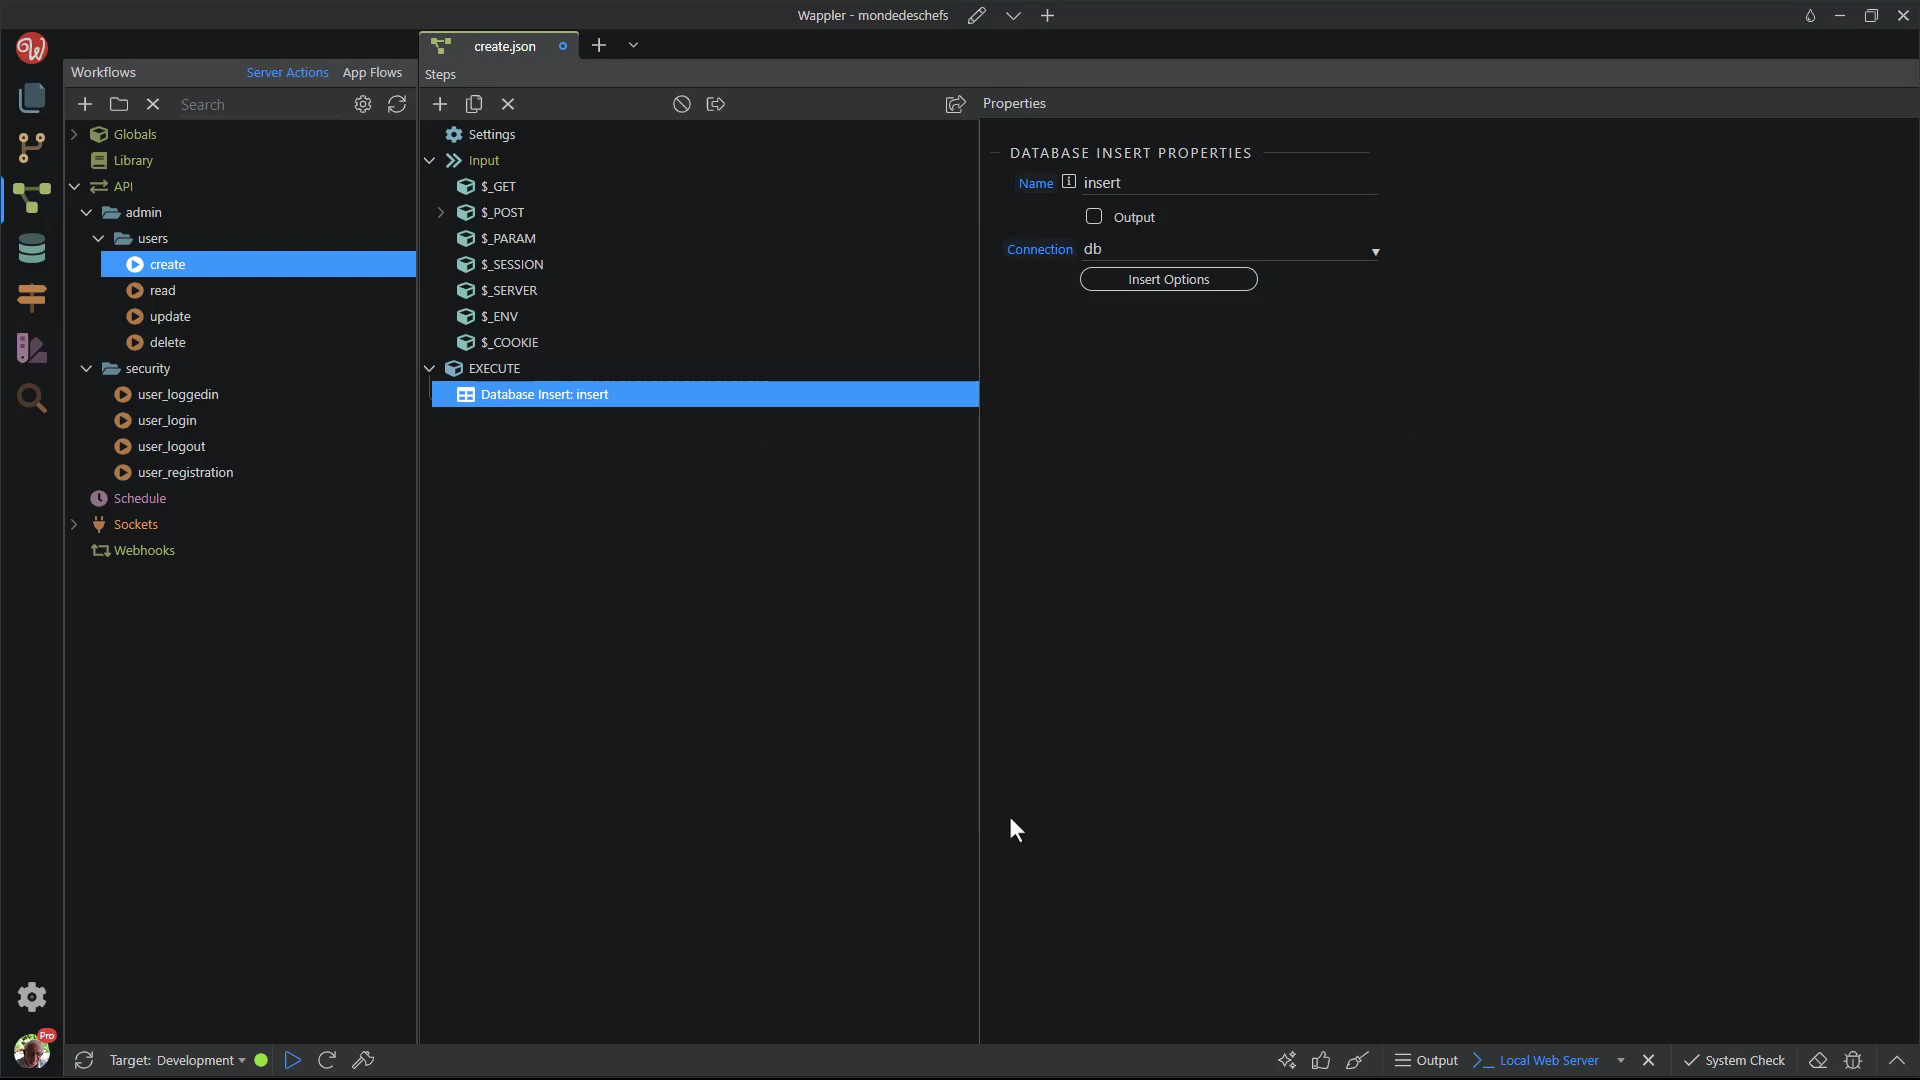 Wappler - mondedeschefs
create.json
Workflows
Server Actions
App Flows
Steps
Search
Properties
Globals
Library
API
admin
users
create
read
update
delete
security
user_loggedin
user_login
user_logout
user_registration
Schedule
Sockets
Webhooks
Settings
Input
$_GET
$_POST
$_PARAM
$_SESSION
$_SERVER
$_ENV
$_COOKIE
EXECUTE
Database Insert: insert
DATABASE INSERT PROPERTIES
Name insert
Output
Connection db
Insert Options
Pro
Target: Development
Output
Local Web Server
System Check